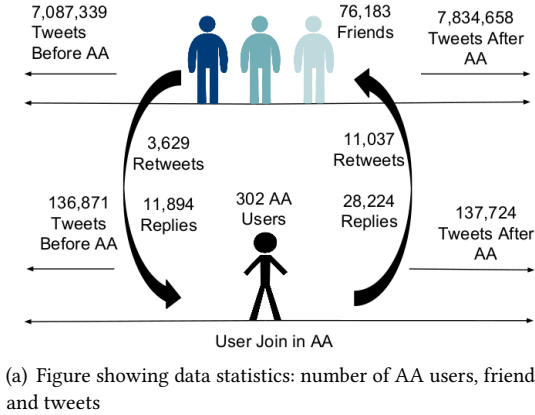 7,087,339
Tweets
Before AA
76,183
Friends
7,834,658
Tweets After
AA
3,629
Retweets
11,037
Retweets
136,871
Tweets
Before AA
11,894
Replies
302 AA
Users
28,224
Replies
137,724
Tweets After
AA
User Join in AA
(a) Figure showing data statistics: number of AA users, friend
and tweets